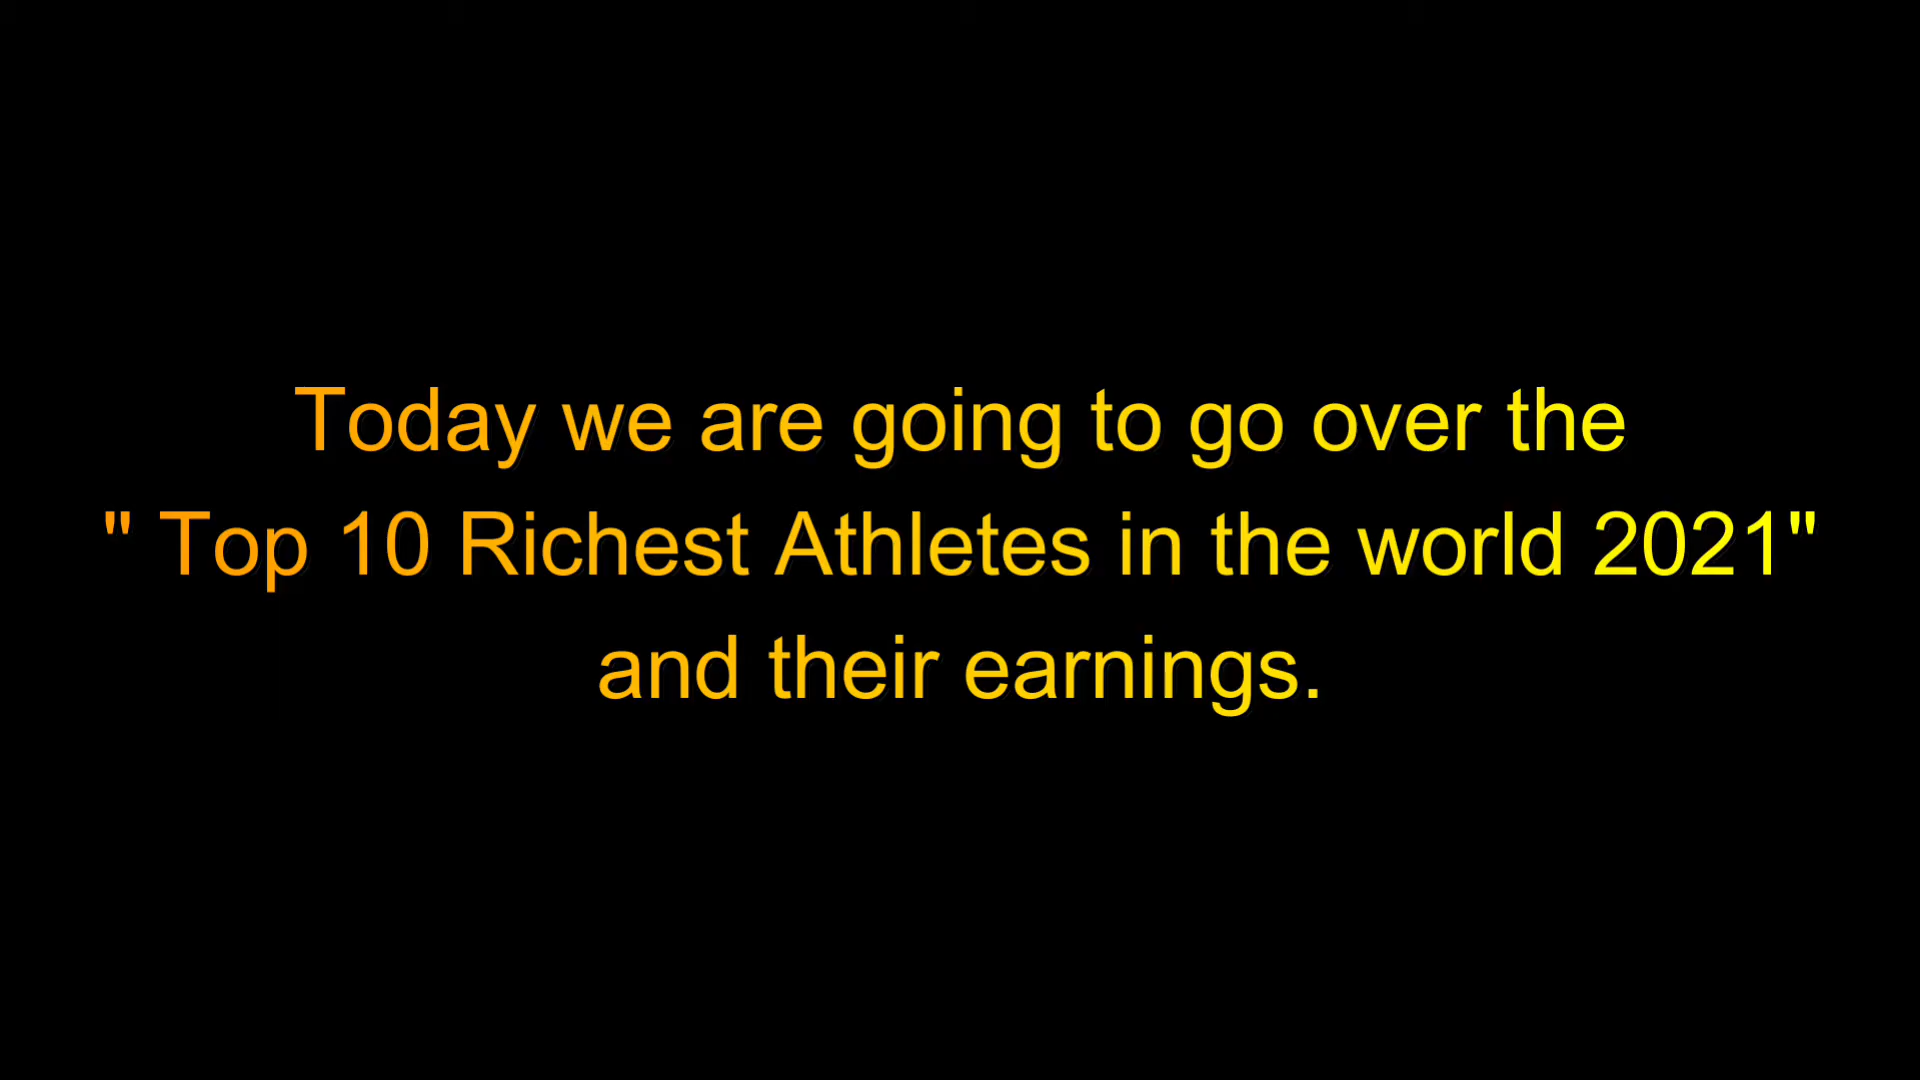 Today we are going to go over the
" Top 10 Richest Athletes in the world 2021"
and their earnings.